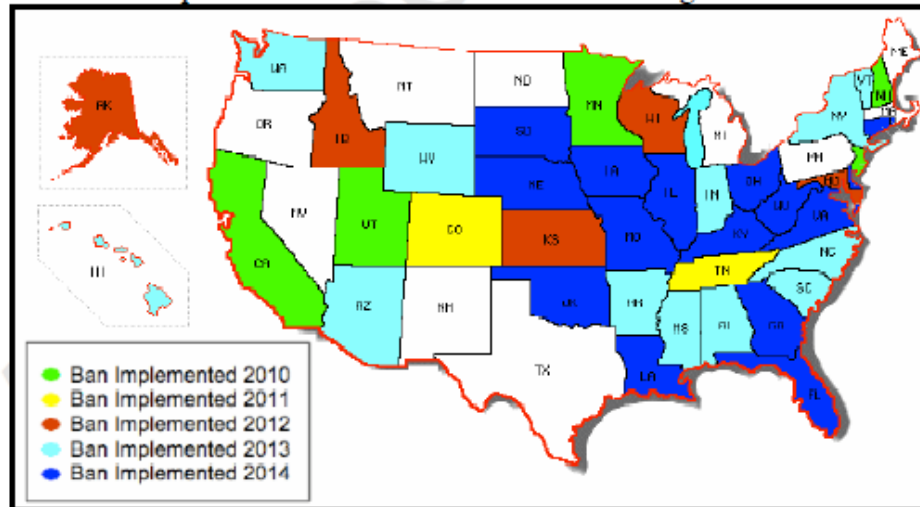 ME
WA
MT
ND
VT
MN
NH
AK
OR
ID
WI
NY
MI
SD
WY
NE
IA
OH
IN
IL
NV
UT
CO
WV
VA
KS
MO
KY
CA
NC
TN
AZ
NM
OK
AR
SC
HI
MS
AL
GA
TX
LA
FL
Ban Implemented 2010
Ban Implemented 2011
Ban Implemented 2012
Ban Implemented 2013
Ban Implemented 2014